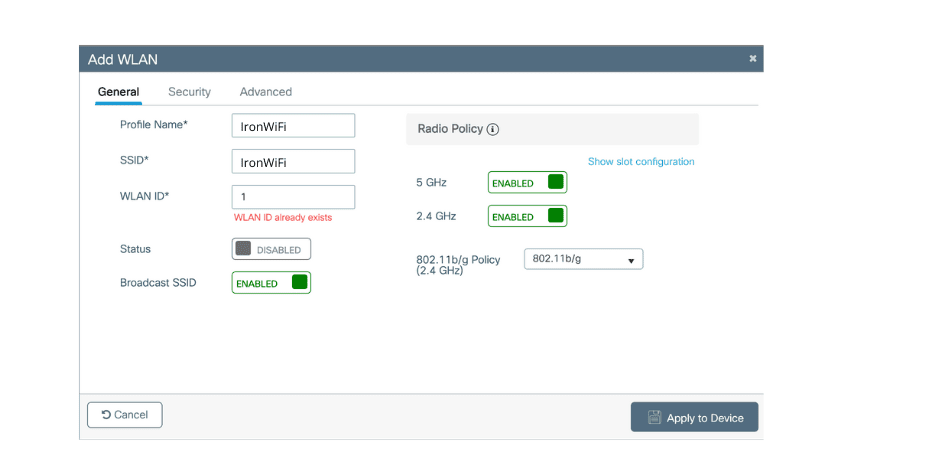 Add WLAN
General Security Advanced
Profile Name* IronWiFi
SSID* IronWiFi
WLAN ID* 1
WLAN ID already exists
Status DISABLED
Broadcast SSID ENABLED
Radio Policy
Show slot configuration
5 GHz ENABLED
2.4 GHz ENABLED
802.11b/g Policy
(2.4 GHz)
802.11b/g
Cancel
Apply to Device